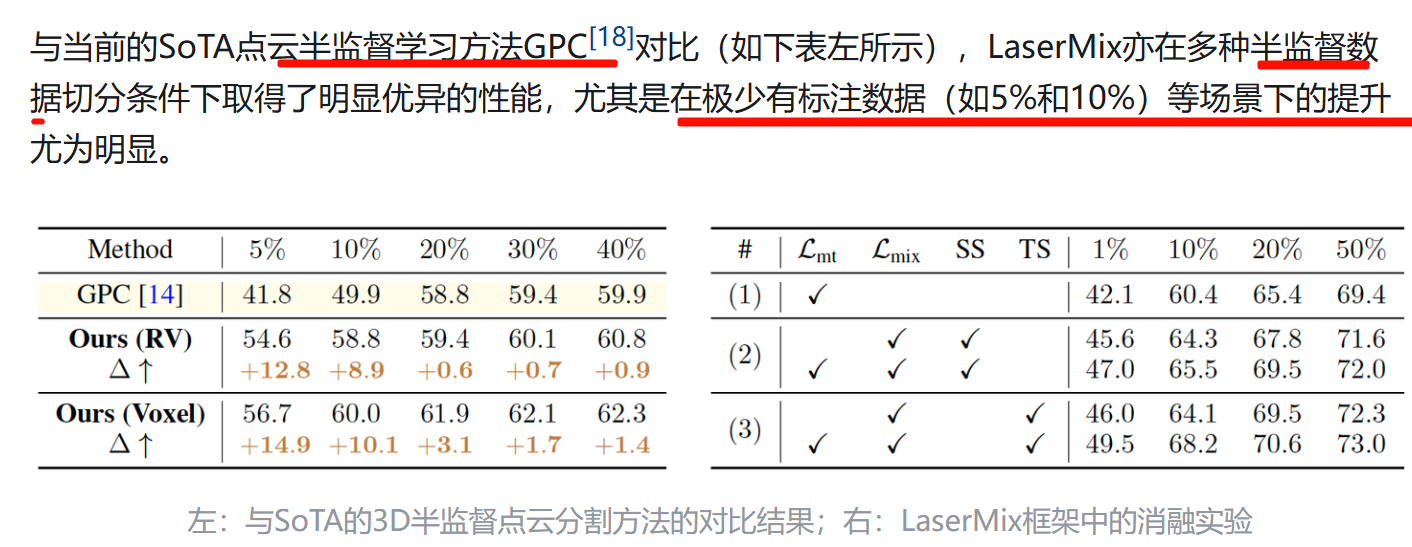 与当前的SoTA点云半监督学习方法GPC[18]对比（如下表左所示），LaserMix亦在多种半监督数
据切分条件下取得了明显优异的性能，尤其是在极少有标注数据（如5%和10%）等场景下的提升
尤为明显。
Method 5% 10% 20% 30% 40%
GPC [14] 41.8 49.9 58.8 59.4 59.9
Ours (RV) 54.6 58.8 59.4 60.1 60.8
Δ ↑ +12.8 +8.9 +0.6 +0.7 +0.9
Ours (Voxel) 56.7 60.0 61.9 62.1 62.3
Δ ↑ +14.9 +10.1 +3.1 +1.7 +1.4
# ℒmt ℒmix SS TS 1% 10% 20% 50%
(1) ✓ 42.1 60.4 65.4 69.4
(2) ✓ ✓ 45.6 64.3 67.8 71.6
✓ ✓ ✓ 47.0 65.5 69.5 72.0
(3) ✓ ✓ 46.0 64.1 69.5 72.3
✓ ✓ ✓ 49.5 68.2 70.6 73.0
左：与SoTA的3D半监督点云分割方法的对比结果；右：LaserMix框架中的消融实验